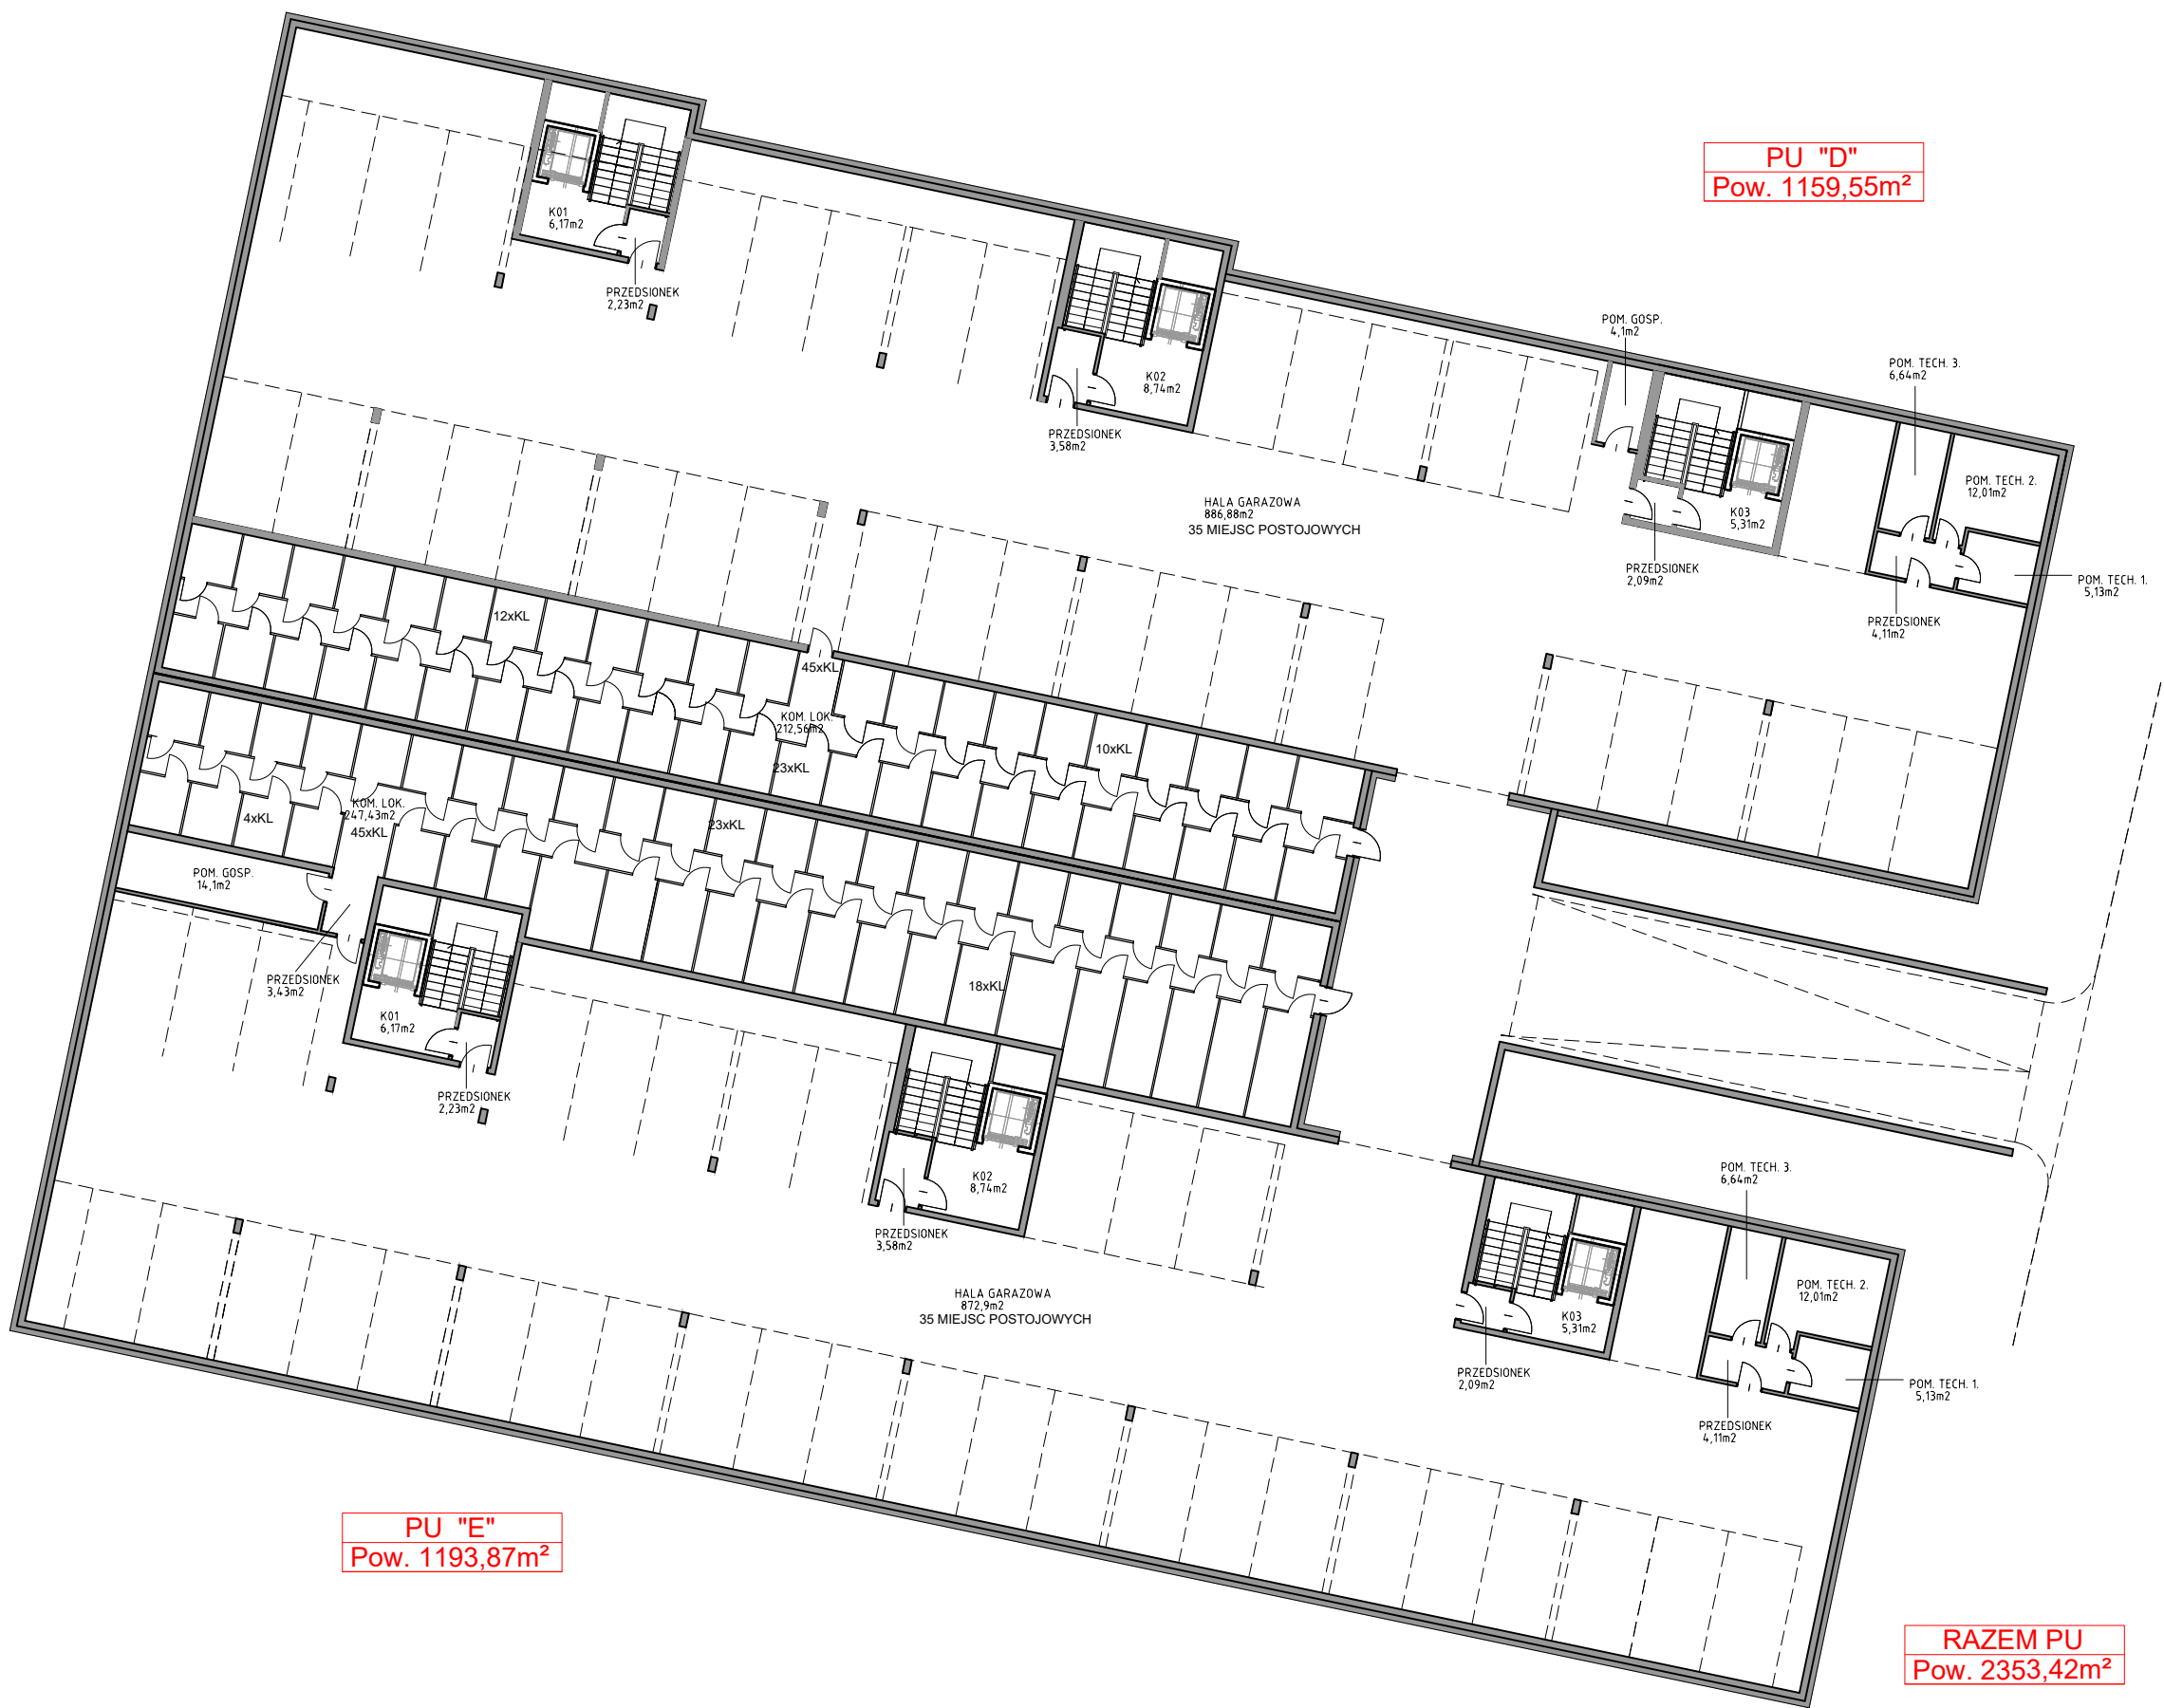 PU "D"
Pow. 1159,55m²
K01
6,17m2
PRZEDSIONEK
2,23m2
K02
8,74m2
PRZEDSIONEK
3,58m2
POM. GOSP.
4,1m2
POM. TECH. 3.
6,64m2
POM. TECH. 2.
12,01m2
K03
5,31m2
HALA GARAZOWA
886,88m2
35 MIEJSC POSTOJOWYCH
PRZEDSIONEK
2,09m2
POM. TECH. 1.
5,13m2
PRZEDSIONEK
4,11m2
12xKL
45xKL
KOM. LOK.
212,56m2
10xKL
23xKL
KOM. LOK.
247,43m2
45xKL
4xKL
23xKL
POM. GOSP.
14,1m2
PRZEDSIONEK
3,43m2
18xKL
K01
6,17m2
PRZEDSIONEK
2,23m2
K02
8,74m2
PRZEDSIONEK
3,58m2
POM. TECH. 3.
6,64m2
POM. TECH. 2.
12,01m2
HALA GARAZOWA
872,9m2
35 MIEJSC POSTOJOWYCH
K03
5,31m2
PRZEDSIONEK
2,09m2
POM. TECH. 1.
5,13m2
PRZEDSIONEK
4,11m2
PU "E"
Pow. 1193,87m²
RAZEM PU
Pow. 2353,42m²